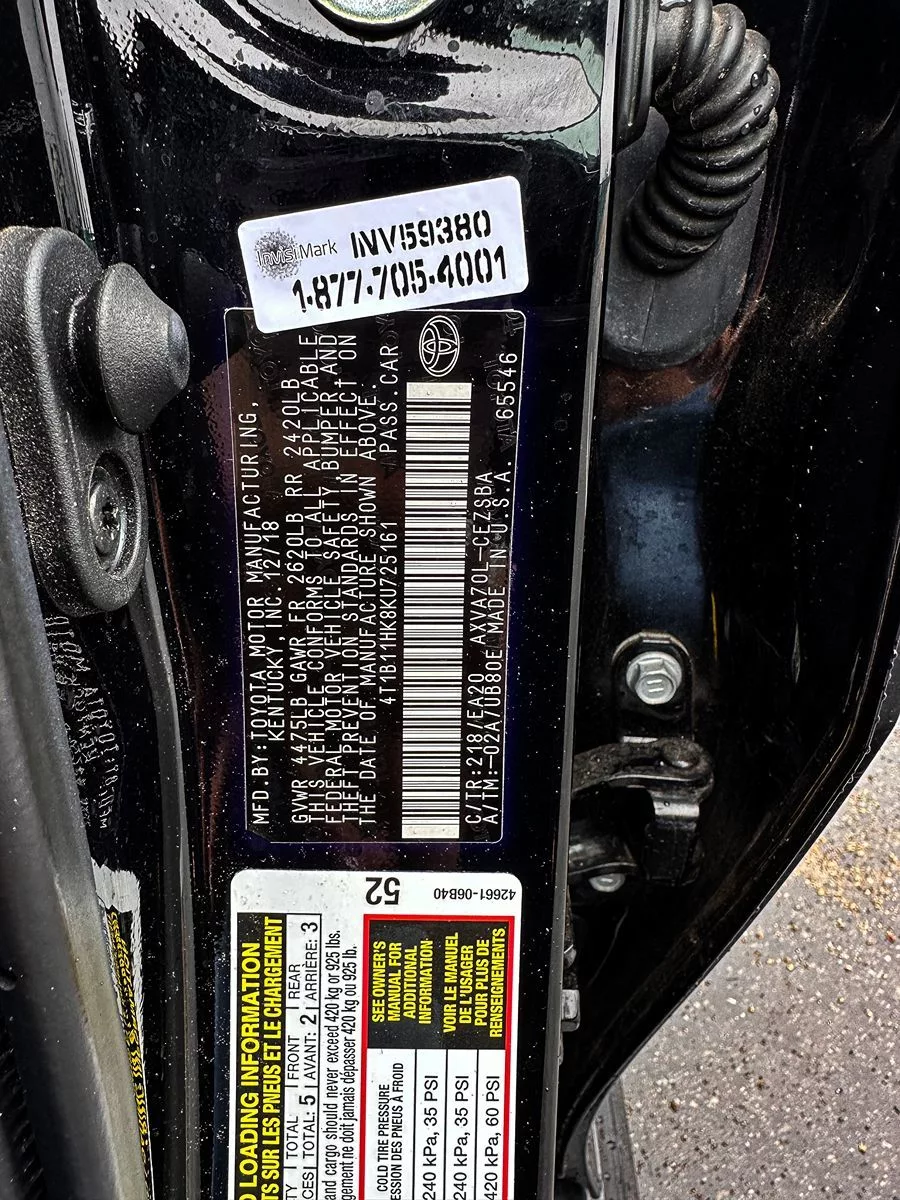 InvisiMark INV59380
1·877·705·4001
MFD. BY: TOYOTA MOTOR MANUFACTURING,
KENTUCKY, INC. 12/18
GVWR 4475LB GAWR FR 2620LB RR 2420LB
THIS VEHICLE CONFORMS TO ALL APPLICABLE
FEDERAL MOTOR VEHICLE SAFETY, BUMPER, AND
THEFT PREVENTION STANDARDS IN EFFECT ON
THE DATE OF MANUFACTURE SHOWN ABOVE.
4T1B11HK8KU725161 PASS. CAR
C/TR: 218/EA20 AXVA70L-CEZSBA
A/TM: -02A/UB80E MADE IN U.S.A. 65546
52
42661-06B40
LOADING INFORMATION
TS SUR LES PNEUS ET LE CHARGEMENT
TOTAL FRONT REAR
TOTAL: 5 AVANT: 2 ARRIÈRE: 3
and cargo should never exceed 420 kg or 925 lbs.
ne doit jamais dépasser 420 kg ou 925 lb.
COLD TIRE PRESSURE
DES PNEUS À FROID
240 kPa, 35 PSI
240 kPa, 35 PSI
420 kPa, 60 PSI
SEE OWNER'S
MANUAL FOR
ADDITIONAL
INFORMATION
VOIR LE MANUEL
DE L'USAGER
POUR PLUS DE
RENSEIGNEMENTS